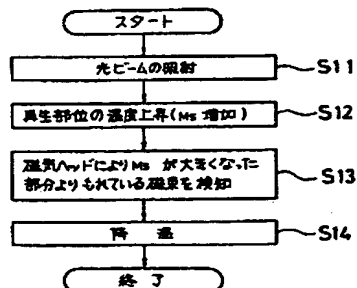 スタート
光ビームの照射
S11
再生部位の温度上昇(Ms 増加)
S12
磁気ヘッドによりMs が大きくなった
部分よりもれている磁束を検知
S13
降 温
S14
終 了